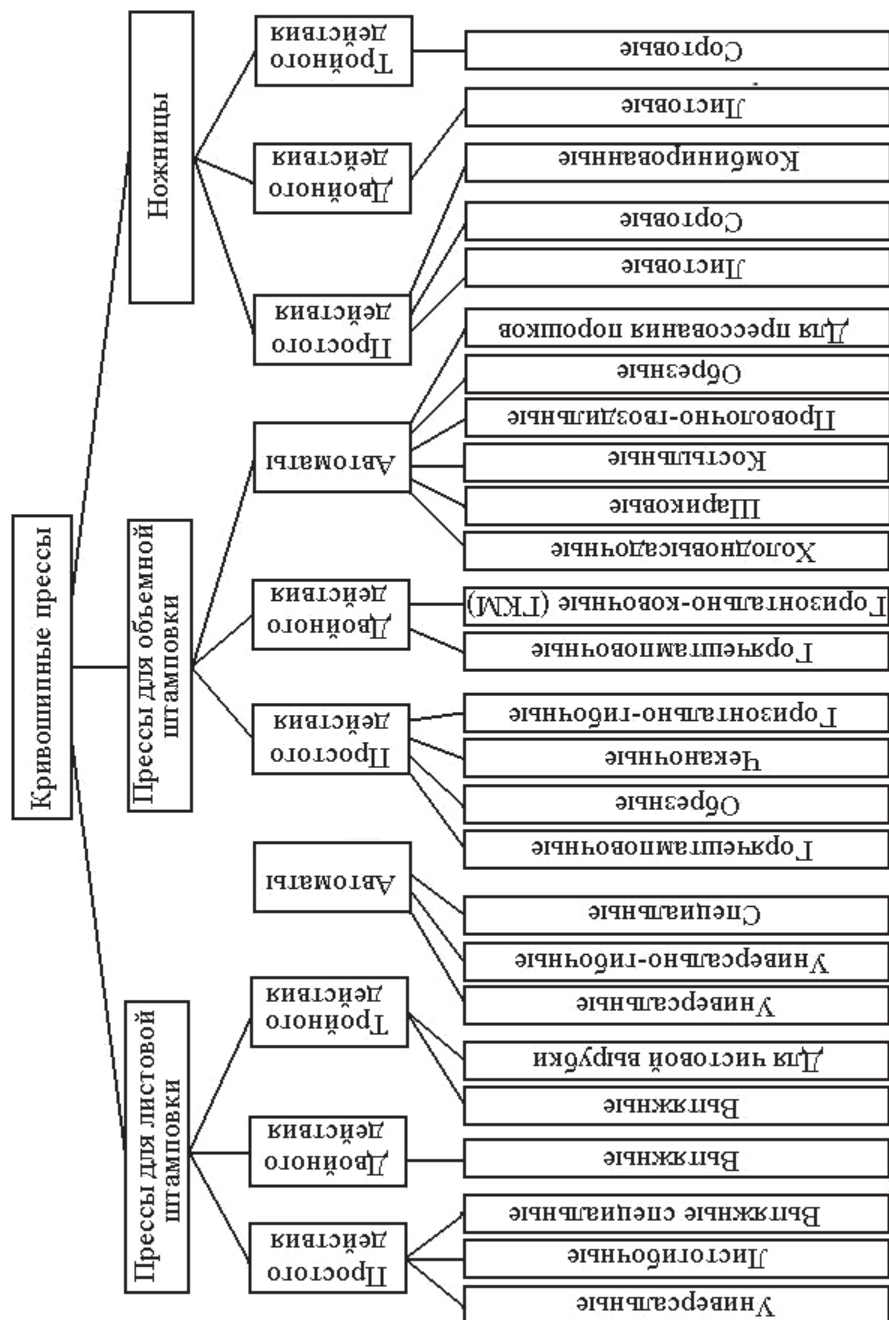 Кривошипные прессы
Прессы для листовой
штамповки
Прессы для объемной
штамповки
Ножницы
Простого
действия
Двойного
действия
Тройного
действия
Автоматы
Простого
действия
Двойного
действия
Автоматы
Простого
действия
Двойного
действия
Тройного
действия
Универсальные
Листогибочные
Вытяжные специальные
Вытяжные
Вытяжные
Для чистовой вырубки
Универсальные
Универсально-гибочные
Специальные
Горячештамповочные
Обрезные
Чеканочные
Горизонтально-гибочные
Горячештамповочные
Горизонтально-ковочные (ГКМ)
Холодновысадочные
Шариковые
Костыльные
Проволочно-гвоздильные
Обрезные
Для прессования порошков
Листовые
Сортовые
Комбинированные
Листовые
Сортовые